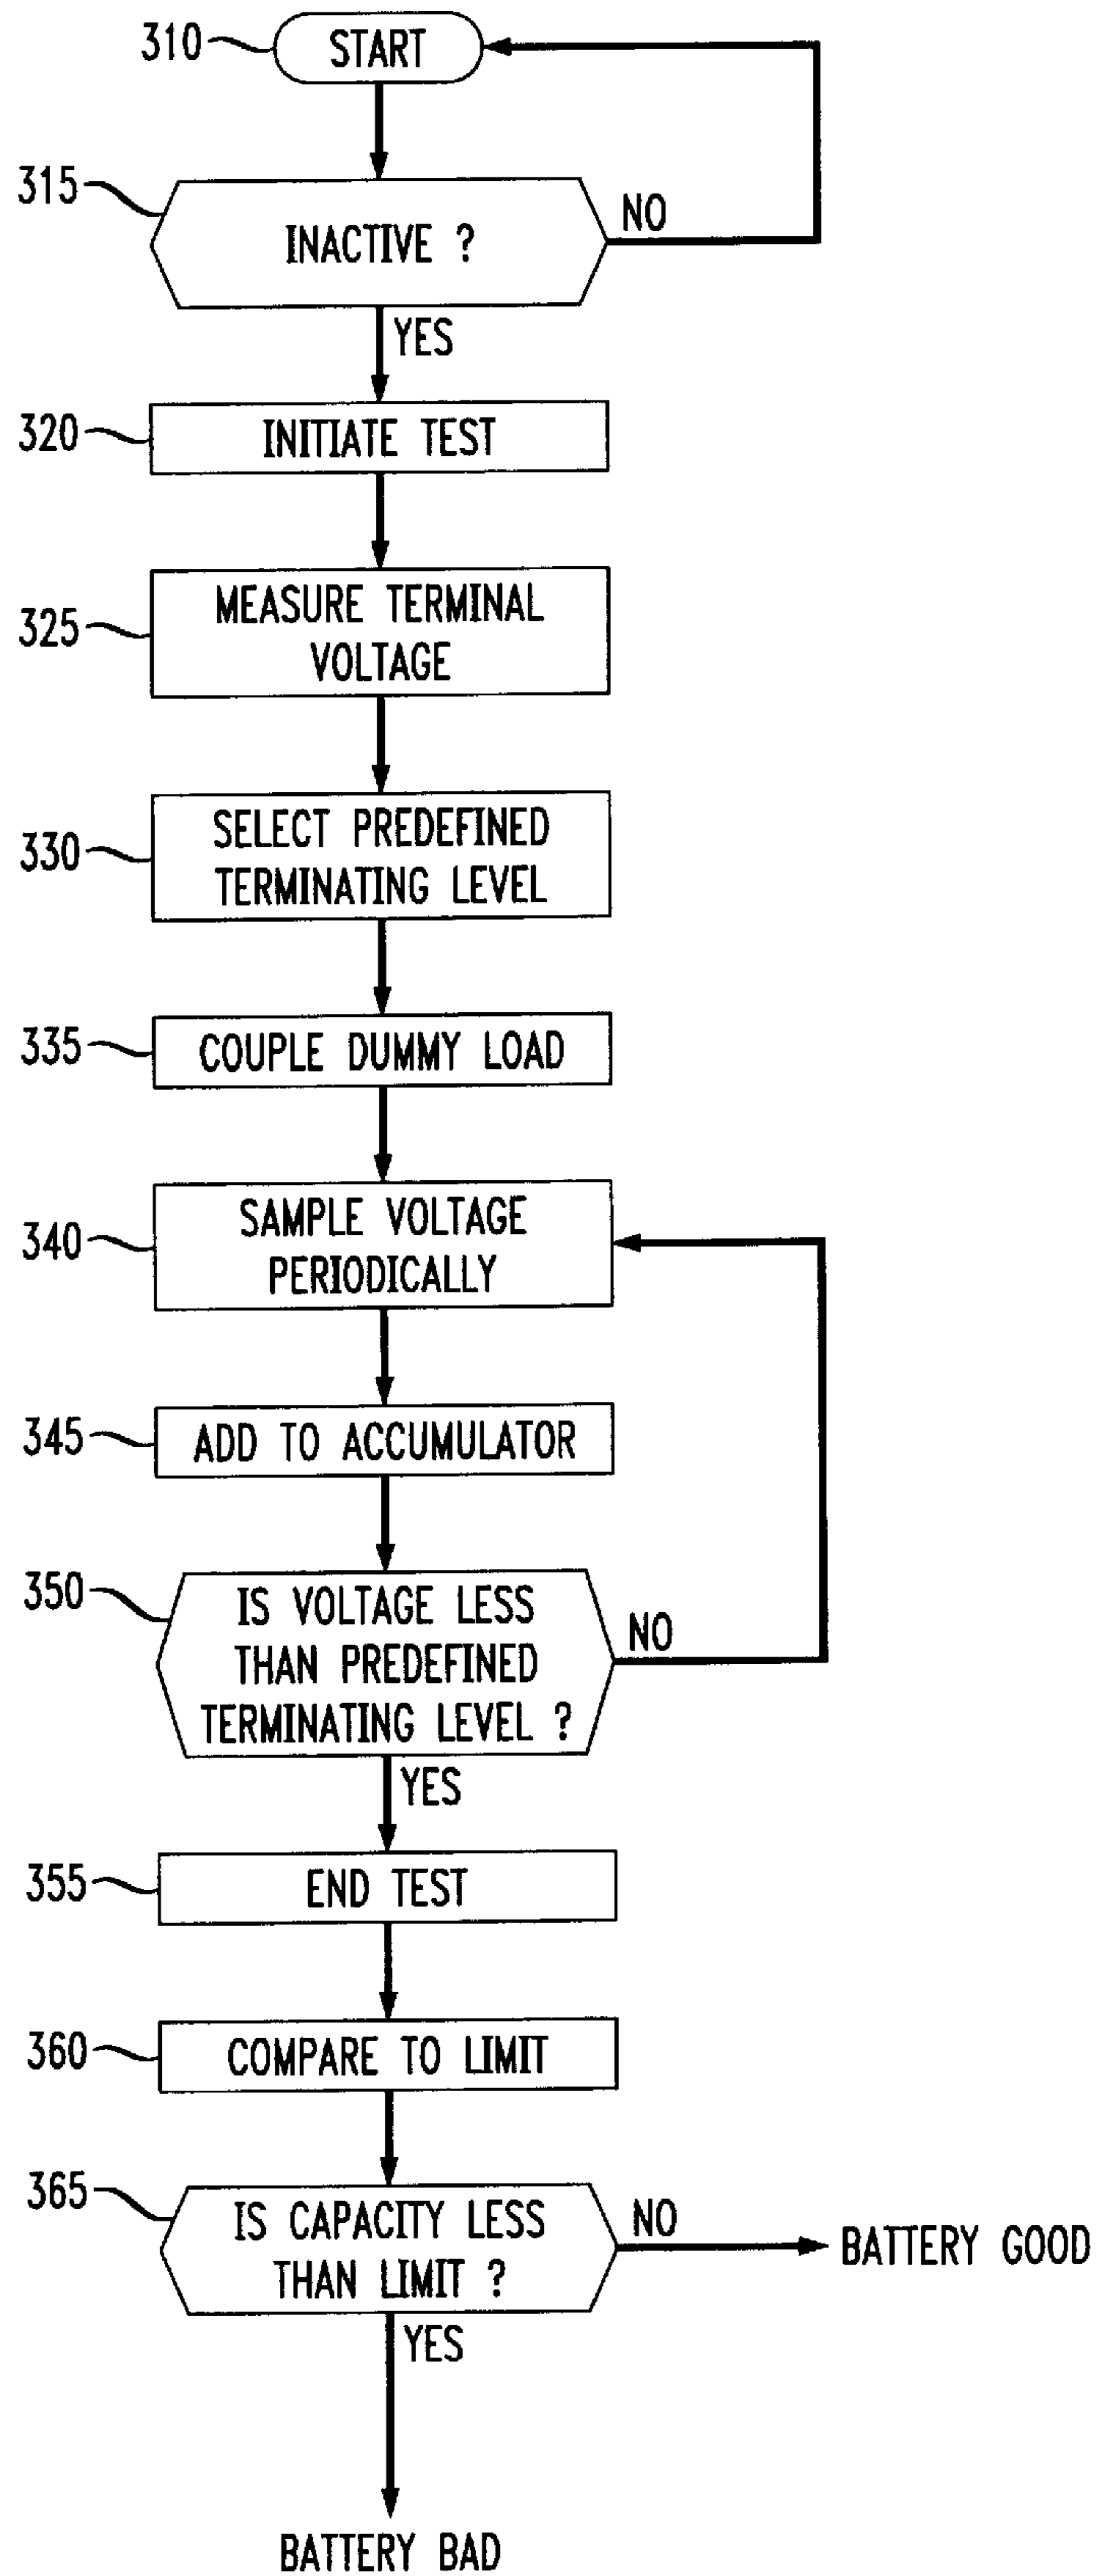 310
START
315
INACTIVE ?
NO
YES
320
INITIATE TEST
325
MEASURE TERMINAL
VOLTAGE
330
SELECT PREDEFINED
TERMINATING LEVEL
335
COUPLE DUMMY LOAD
340
SAMPLE VOLTAGE
PERIODICALLY
345
ADD TO ACCUMULATOR
350
IS VOLTAGE LESS
THAN PREDEFINED
TERMINATING LEVEL ?
NO
YES
355
END TEST
360
COMPARE TO LIMIT
365
IS CAPACITY LESS
THAN LIMIT ?
NO
BATTERY GOOD
YES
BATTERY BAD